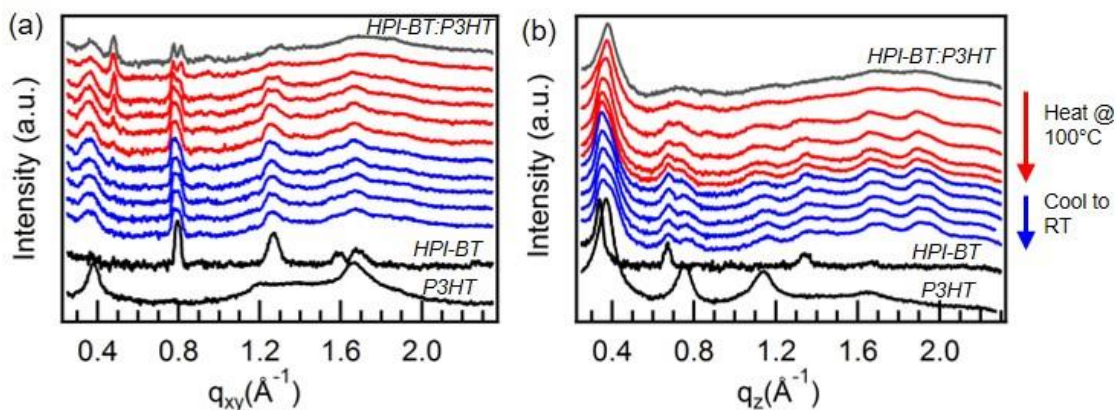 (a)
HPI-BT:P3HT
Intensity (a.u.)
HPI-BT
P3HT
0.4 0.8 1.2 1.6 2.0
qxy(Å⁻¹)
(b)
HPI-BT:P3HT
Intensity (a.u.)
HPI-BT
P3HT
0.4 0.8 1.2 1.6 2.0
qz(Å⁻¹)
Heat @
100°C
Cool to
RT